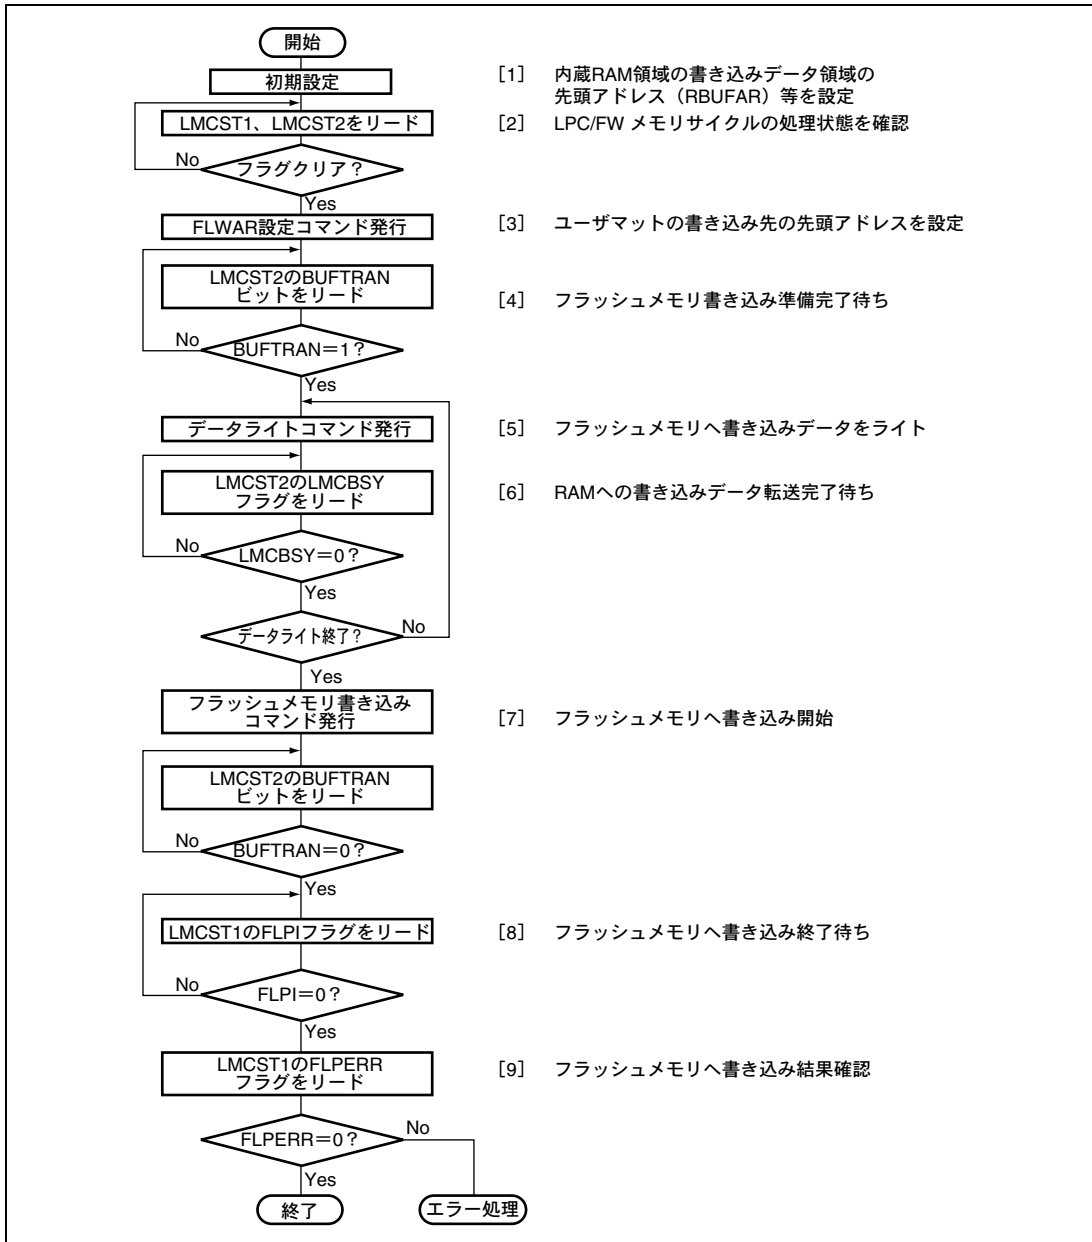 開始
初期設定
[1] 内蔵RAM領域の書き込みデータ領域の
先頭アドレス（RBUFAR）等を設定
LMCST1、LMCST2をリード
[2] LPC/FW メモリサイクルの処理状態を確認
No
フラグクリア？
Yes
FLWAR設定コマンド発行
[3] ユーザマットの書き込み先の先頭アドレスを設定
LMCST2のBUFTRAN
ビットをリード
[4] フラッシュメモリ書き込み準備完了待ち
No
BUFTRAN＝1？
Yes
データライトコマンド発行
[5] フラッシュメモリへ書き込みデータをライト
LMCST2のLMCBSY
フラグをリード
[6] RAMへの書き込みデータ転送完了待ち
No
LMCBSY＝0？
Yes
データライト終了？
No
Yes
フラッシュメモリ書き込み
コマンド発行
[7] フラッシュメモリへ書き込み開始
LMCST2のBUFTRAN
ビットをリード
No
BUFTRAN＝0？
Yes
LMCST1のFLPIフラグをリード
[8] フラッシュメモリへ書き込み終了待ち
No
FLPI＝0？
Yes
LMCST1のFLPERR
フラグをリード
[9] フラッシュメモリへ書き込み結果確認
FLPERR＝0？
No
Yes
終了
エラー処理